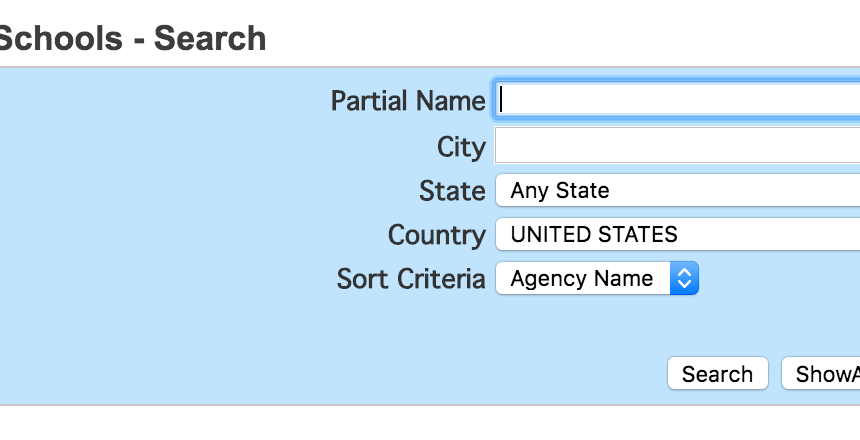 Schools - Search
Partial Name
City
State Any State
Country UNITED STATES
Sort Criteria Agency Name
Search ShowA